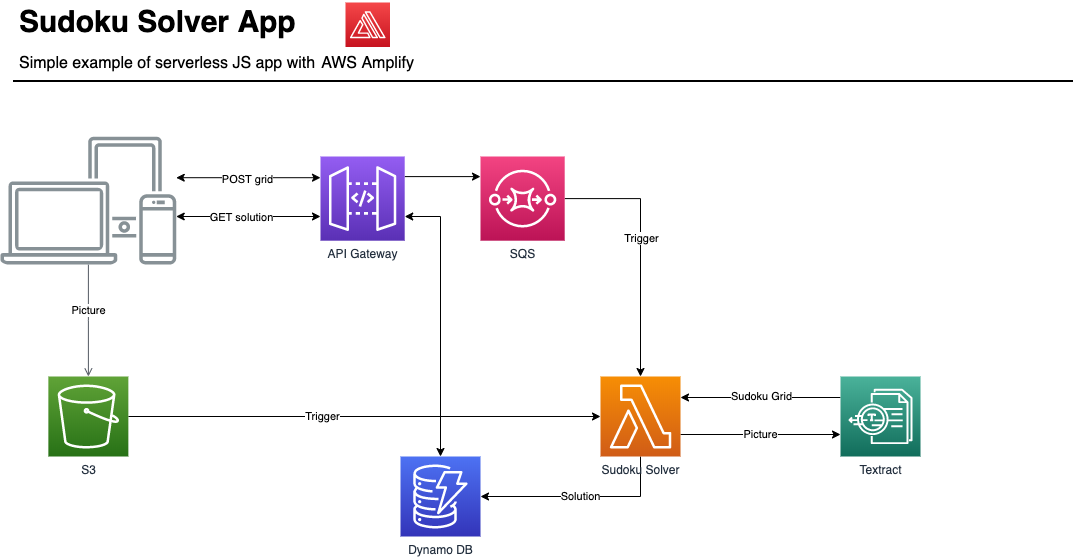 Sudoku Solver App
Simple example of serverless JS app with AWS Amplify
POST grid
GET solution
API Gateway
SQS
Trigger
Picture
S3
Trigger
Sudoku Grid
Picture
Sudoku Solver
Textract
Solution
Dynamo DB